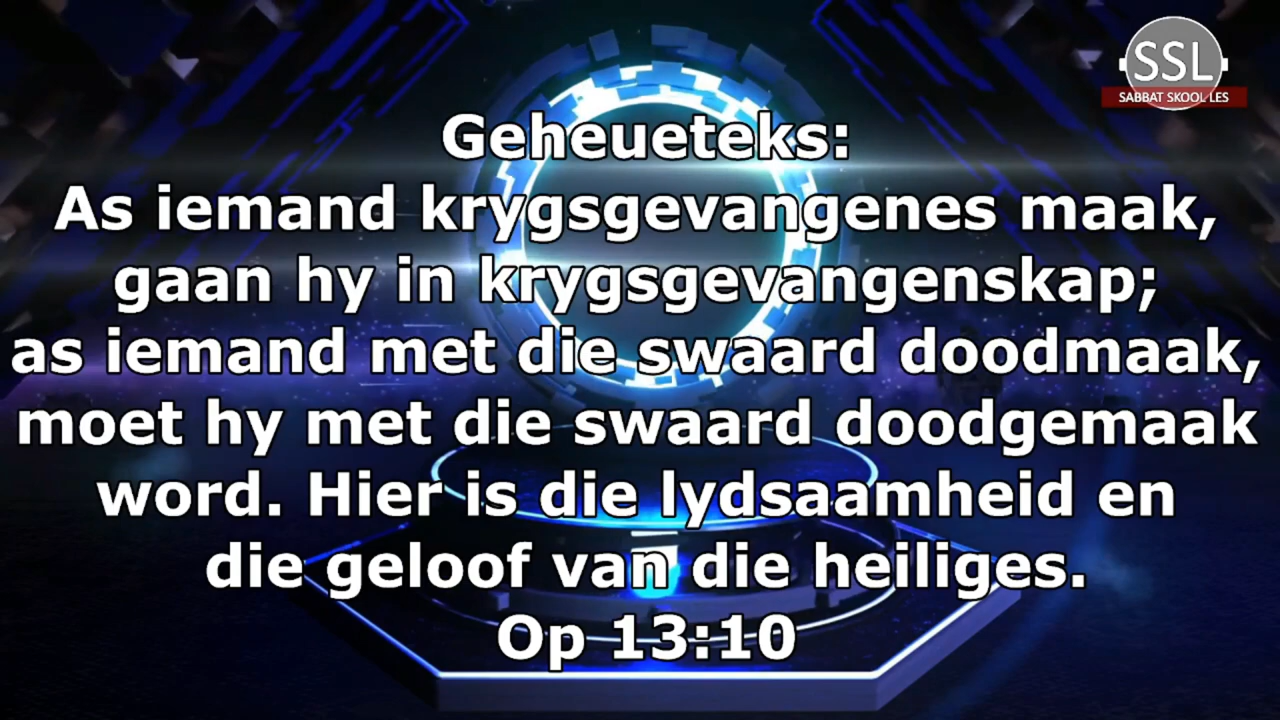 SSL
SABBAT SKOOL LES
Geheueteks:
As iemand krygsgevangenes maak,
gaan hy in krygsgevangenskap;
as iemand met die swaard doodmaak,
moet hy met die swaard doodgemaak
word. Hier is die lydsaamheid en
die geloof van die heiliges.
Op 13:10